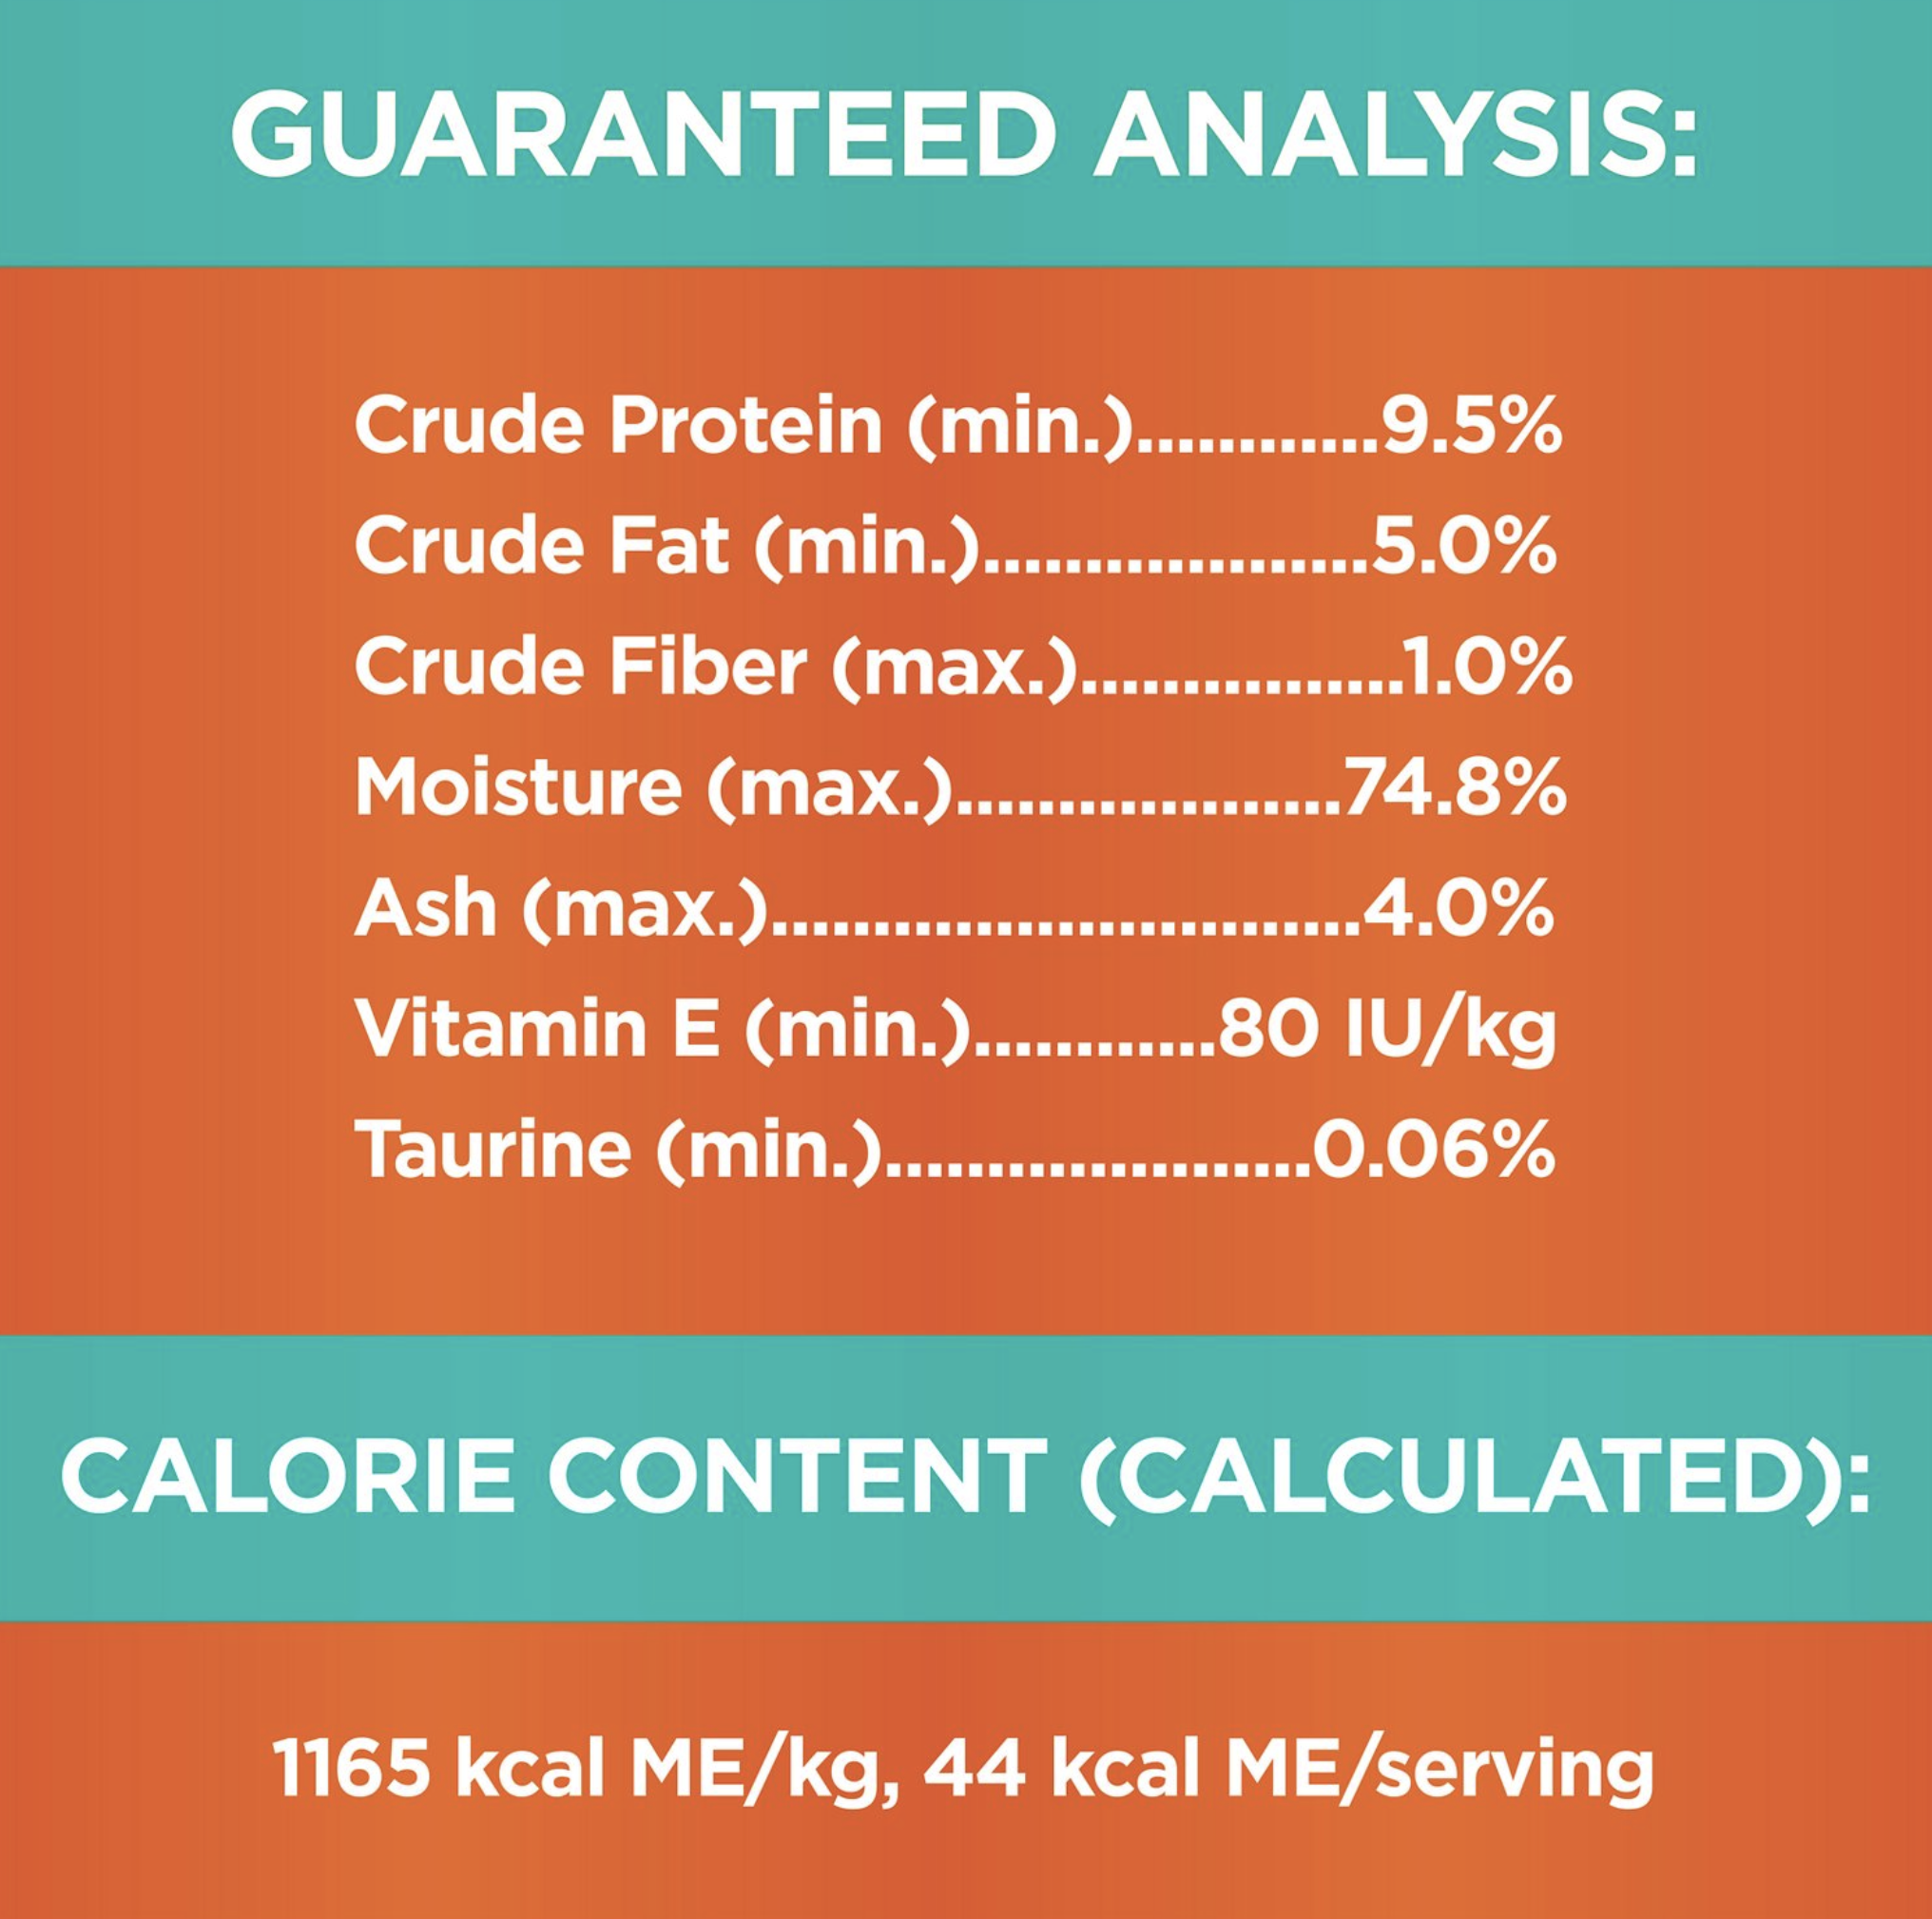 GUARANTEED ANALYSIS:
Crude Protein (min.)............9.5%
Crude Fat (min.)...................5.0%
Crude Fiber (max.)................1.0%
Moisture (max.)...................74.8%
Ash (max.).............................4.0%
Vitamin E (min.)............80 IU/kg
Taurine (min.).....................0.06%
CALORIE CONTENT (CALCULATED):
1165 kcal ME/kg, 44 kcal ME/serving